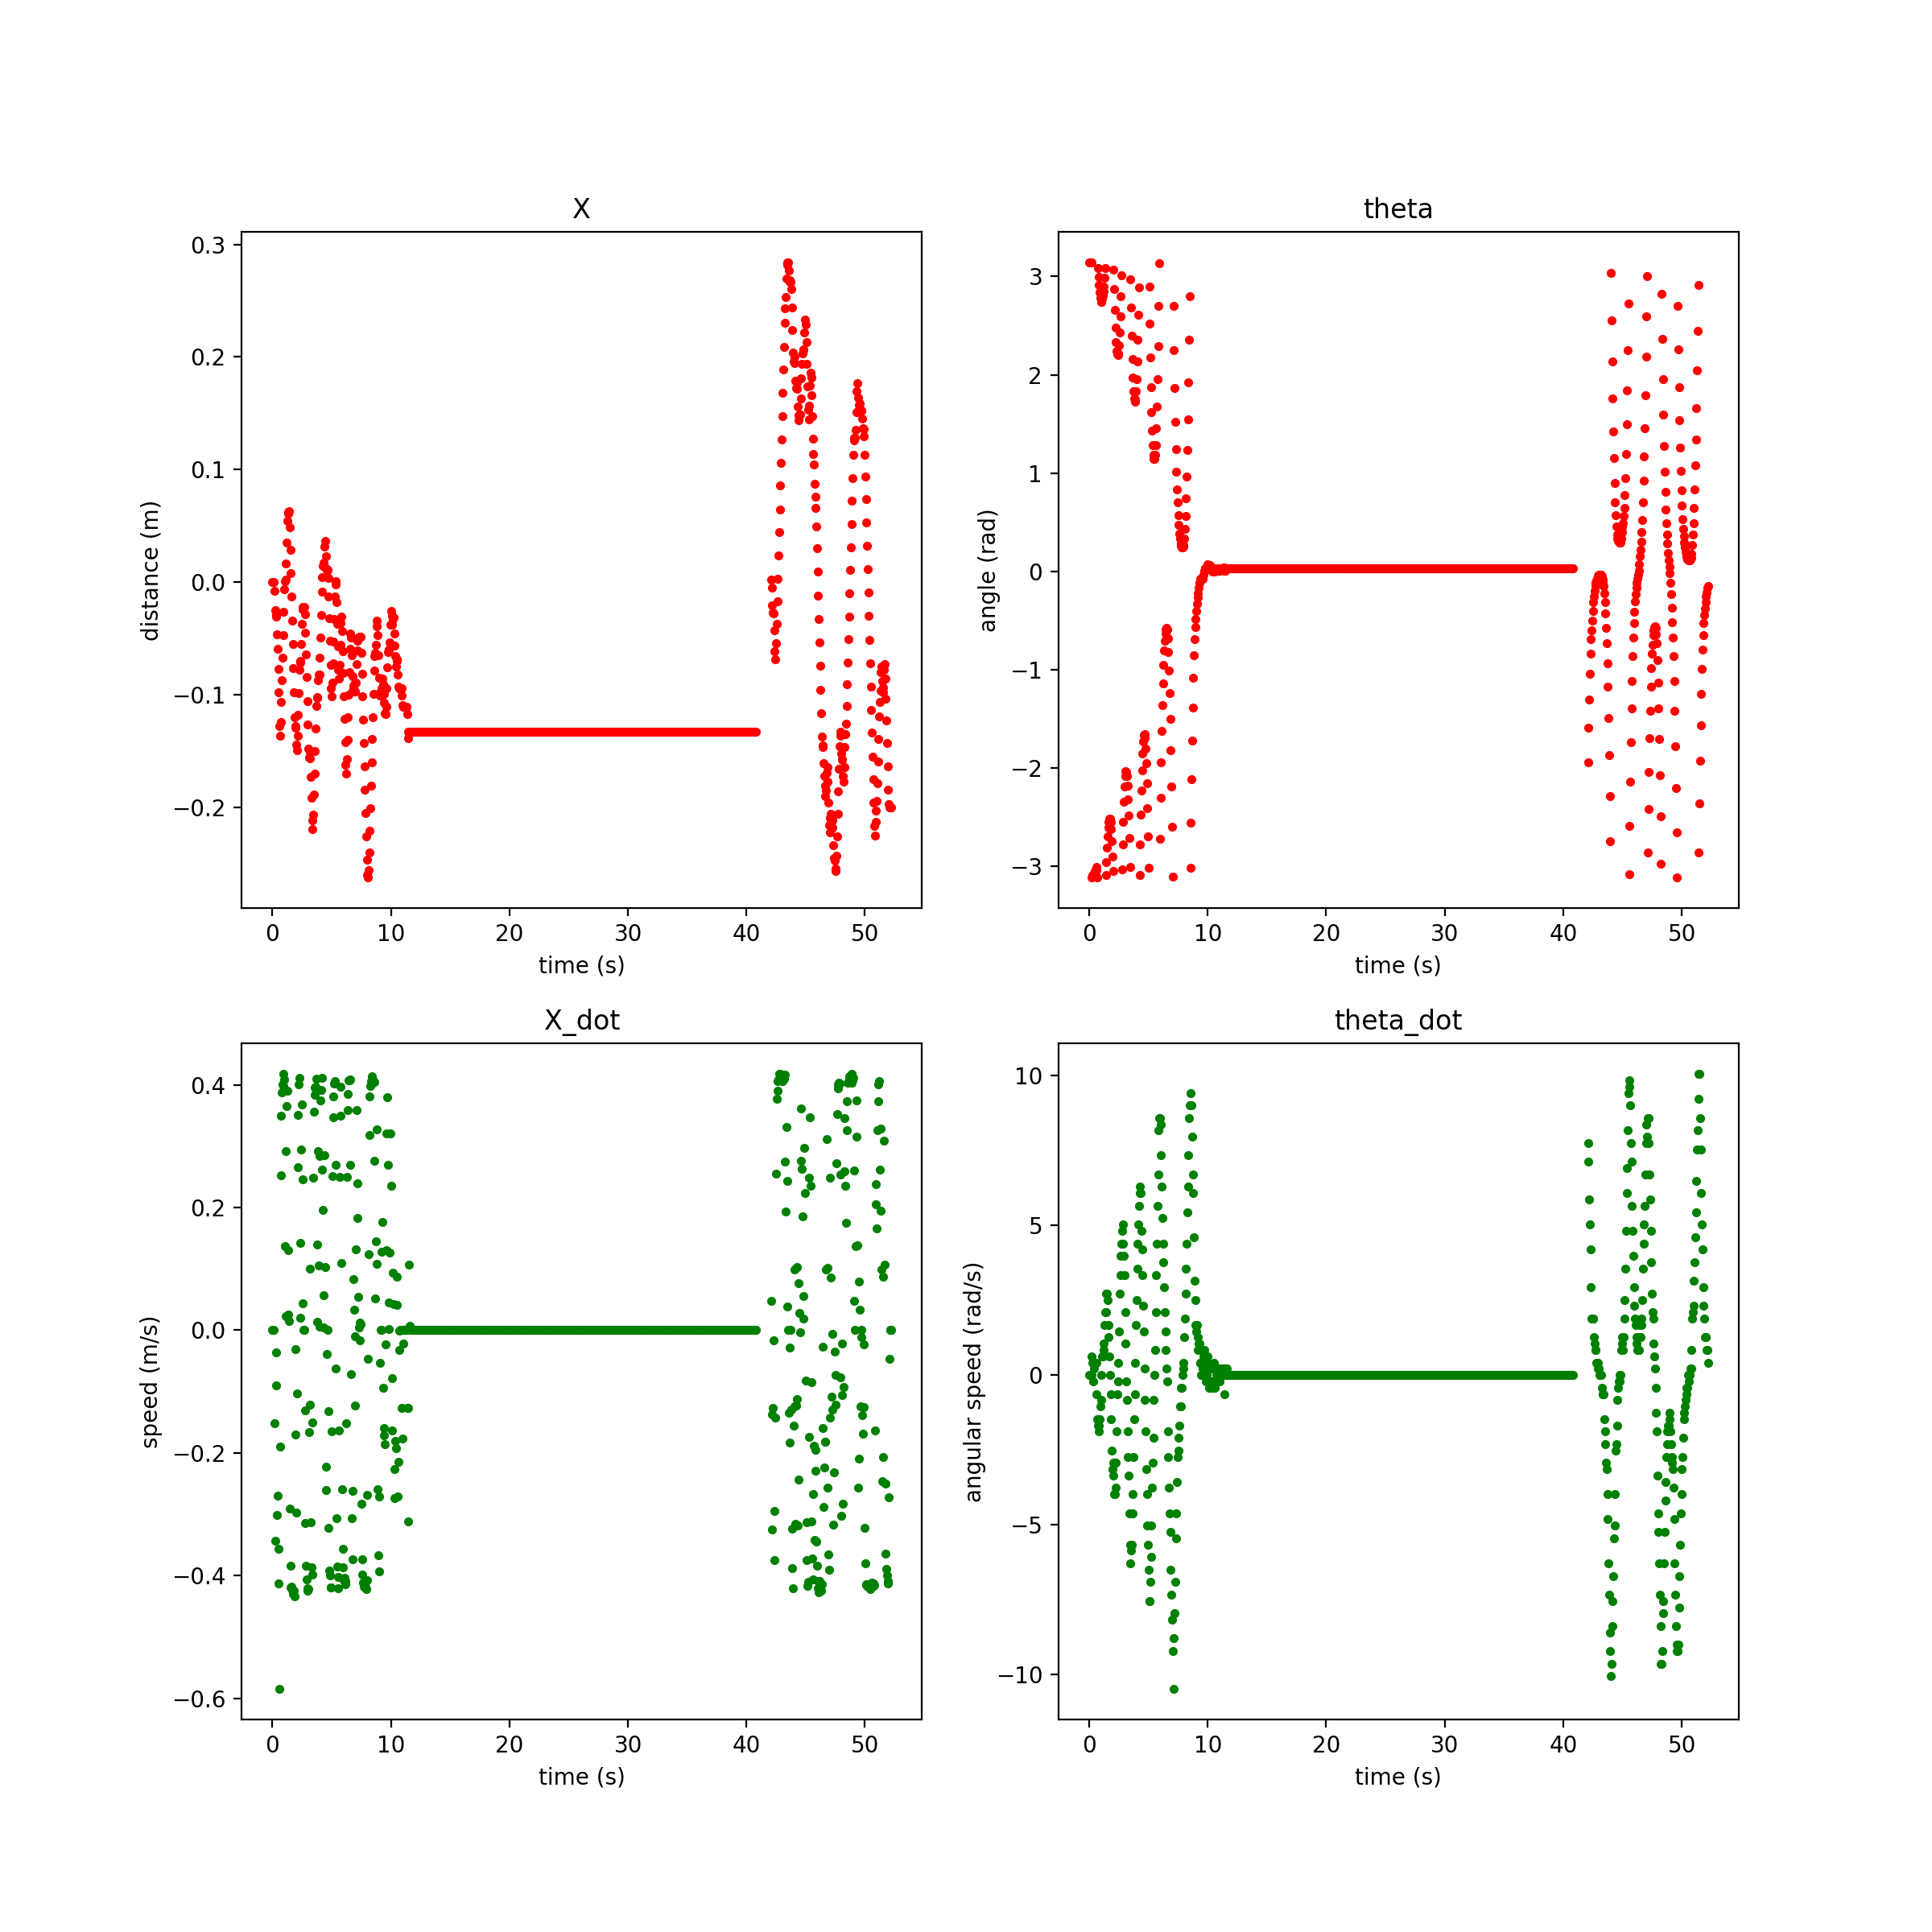 X
0.3
0.2
0.1
0.0
−0.1
−0.2
distance (m)
0 10 20 30 40 50
time (s)
theta
3
2
1
0
−1
−2
−3
angle (rad)
0 10 20 30 40 50
time (s)
X_dot
0.4
0.2
0.0
−0.2
−0.4
−0.6
speed (m/s)
0 10 20 30 40 50
time (s)
theta_dot
10
5
0
−5
−10
angular speed (rad/s)
0 10 20 30 40 50
time (s)